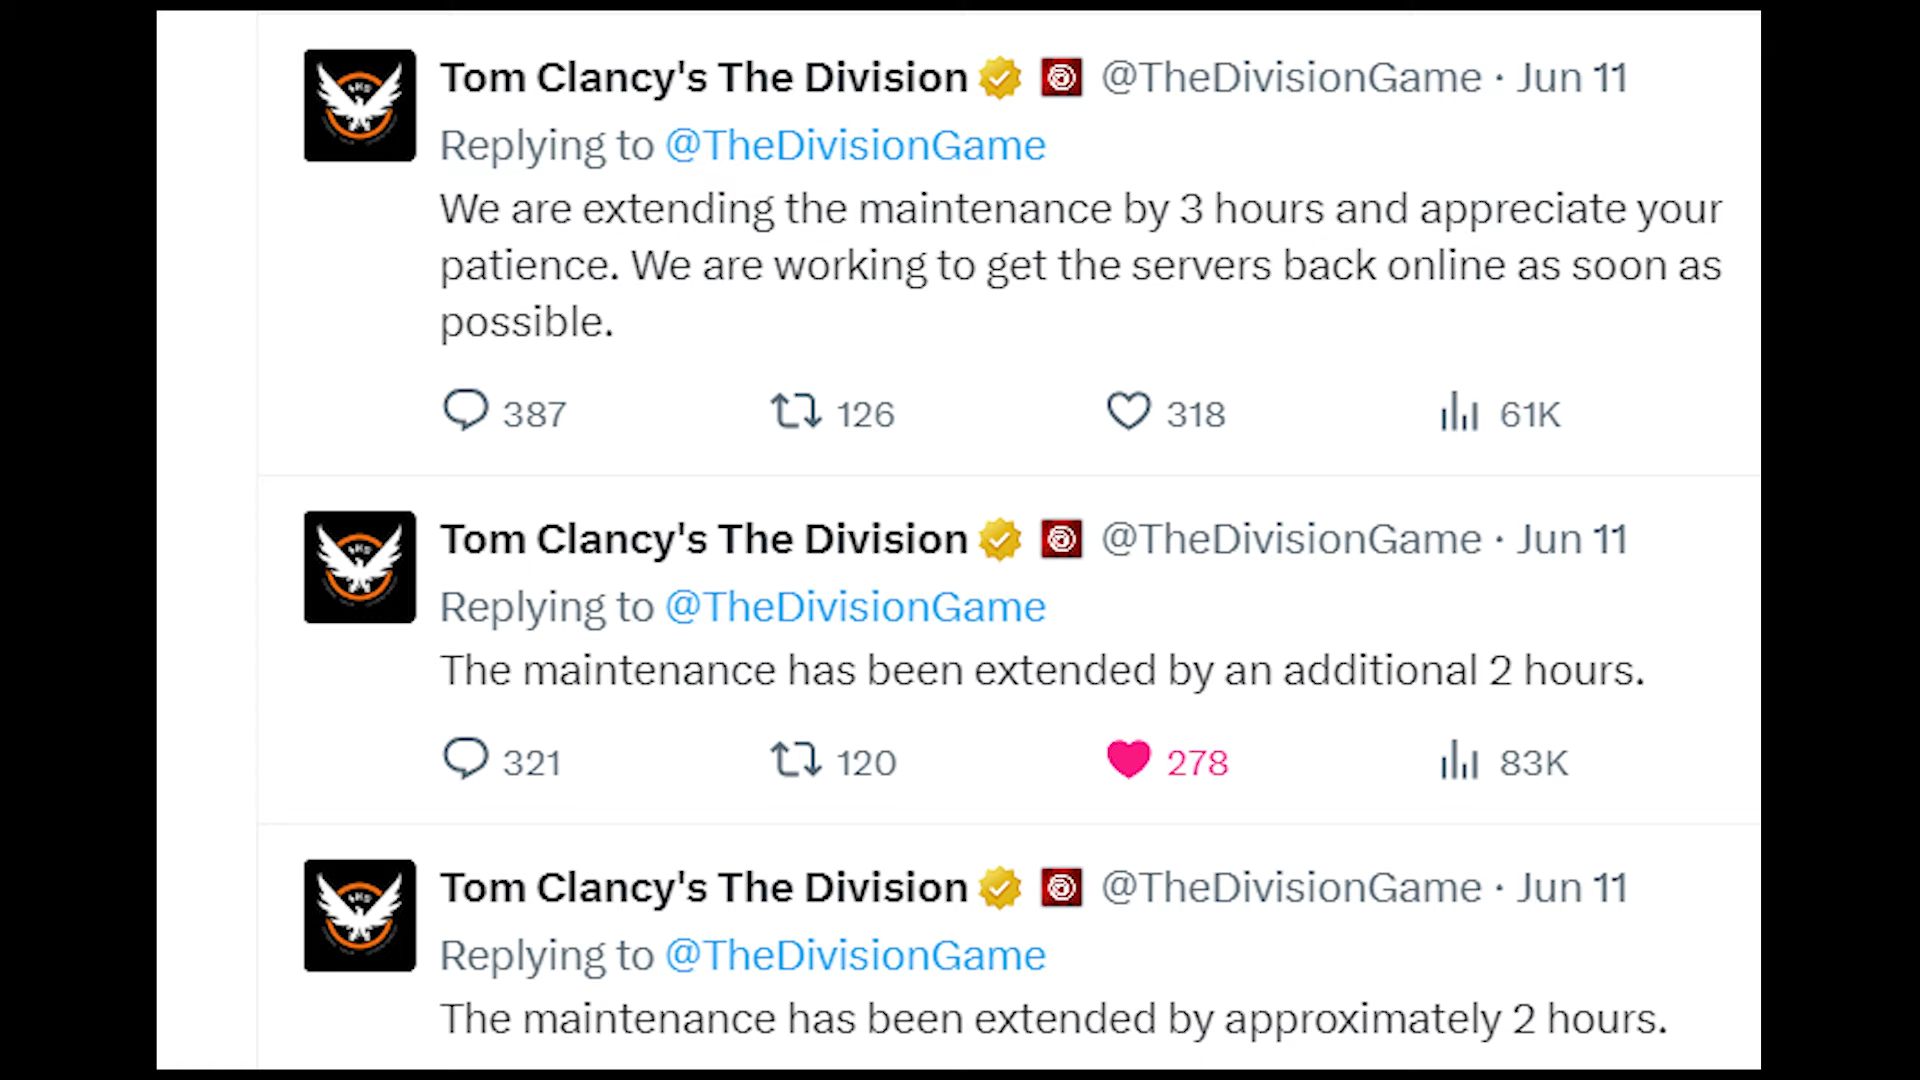 Tom Clancy's The Division @TheDivisionGame · Jun 11
Replying to @TheDivisionGame
We are extending the maintenance by 3 hours and appreciate your
patience. We are working to get the servers back online as soon as
possible.
387 126 318 61K
Tom Clancy's The Division @TheDivisionGame · Jun 11
Replying to @TheDivisionGame
The maintenance has been extended by an additional 2 hours.
321 120 278 83K
Tom Clancy's The Division @TheDivisionGame · Jun 11
Replying to @TheDivisionGame
The maintenance has been extended by approximately 2 hours.